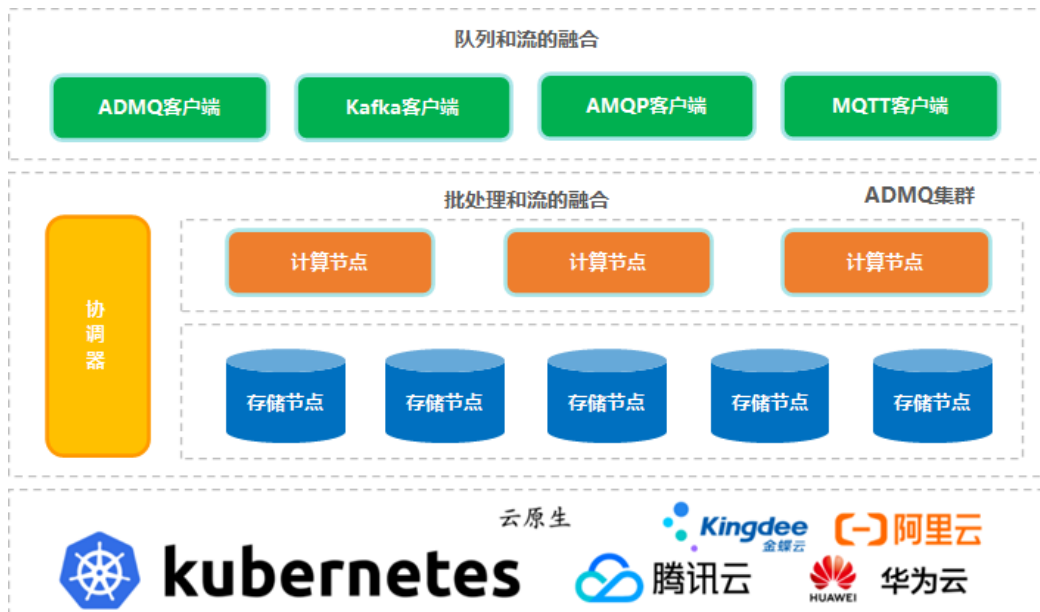 队列和流的融合
ADMQ客户端
Kafka客户端
AMQP客户端
MQTT客户端
批处理和流的融合
ADMQ集群
协调器
计算节点
计算节点
计算节点
存储节点
存储节点
存储节点
存储节点
存储节点
云原生
kubernetes
Kingdee
金蝶云
阿里云
腾讯云
HUAWEI
华为云